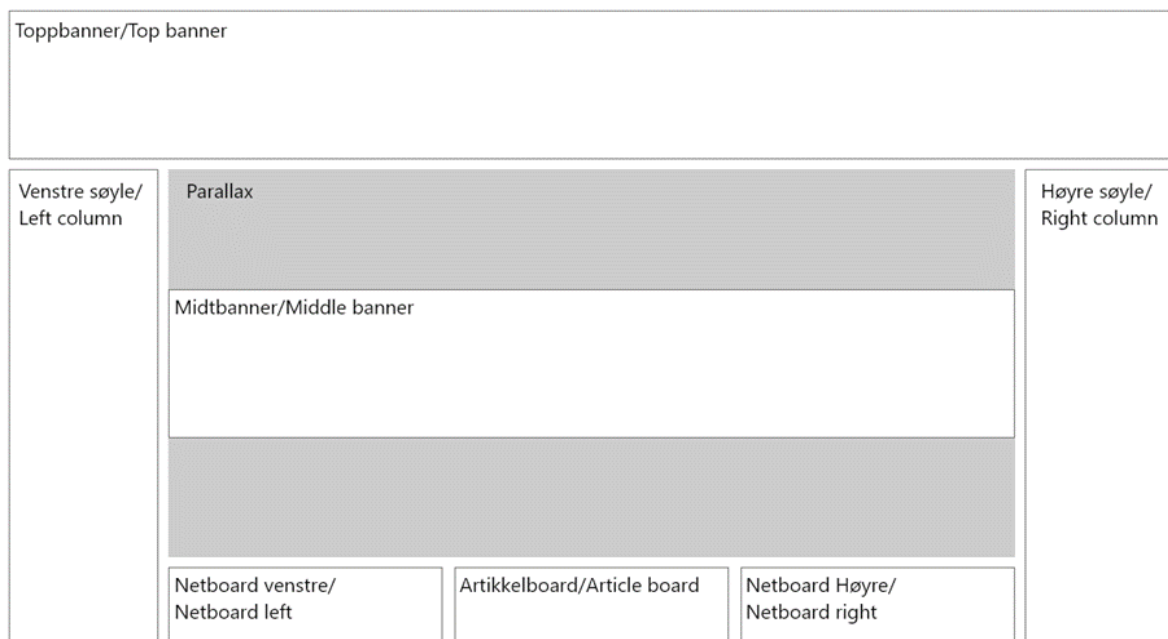 Toppbanner/Top banner
Venstre søyle/
Left column
Parallax
Høyre søyle/
Right column
Midtbanner/Middle banner
Netboard venstre/
Netboard left
Artikkelboard/Article board
Netboard Høyre/
Netboard right